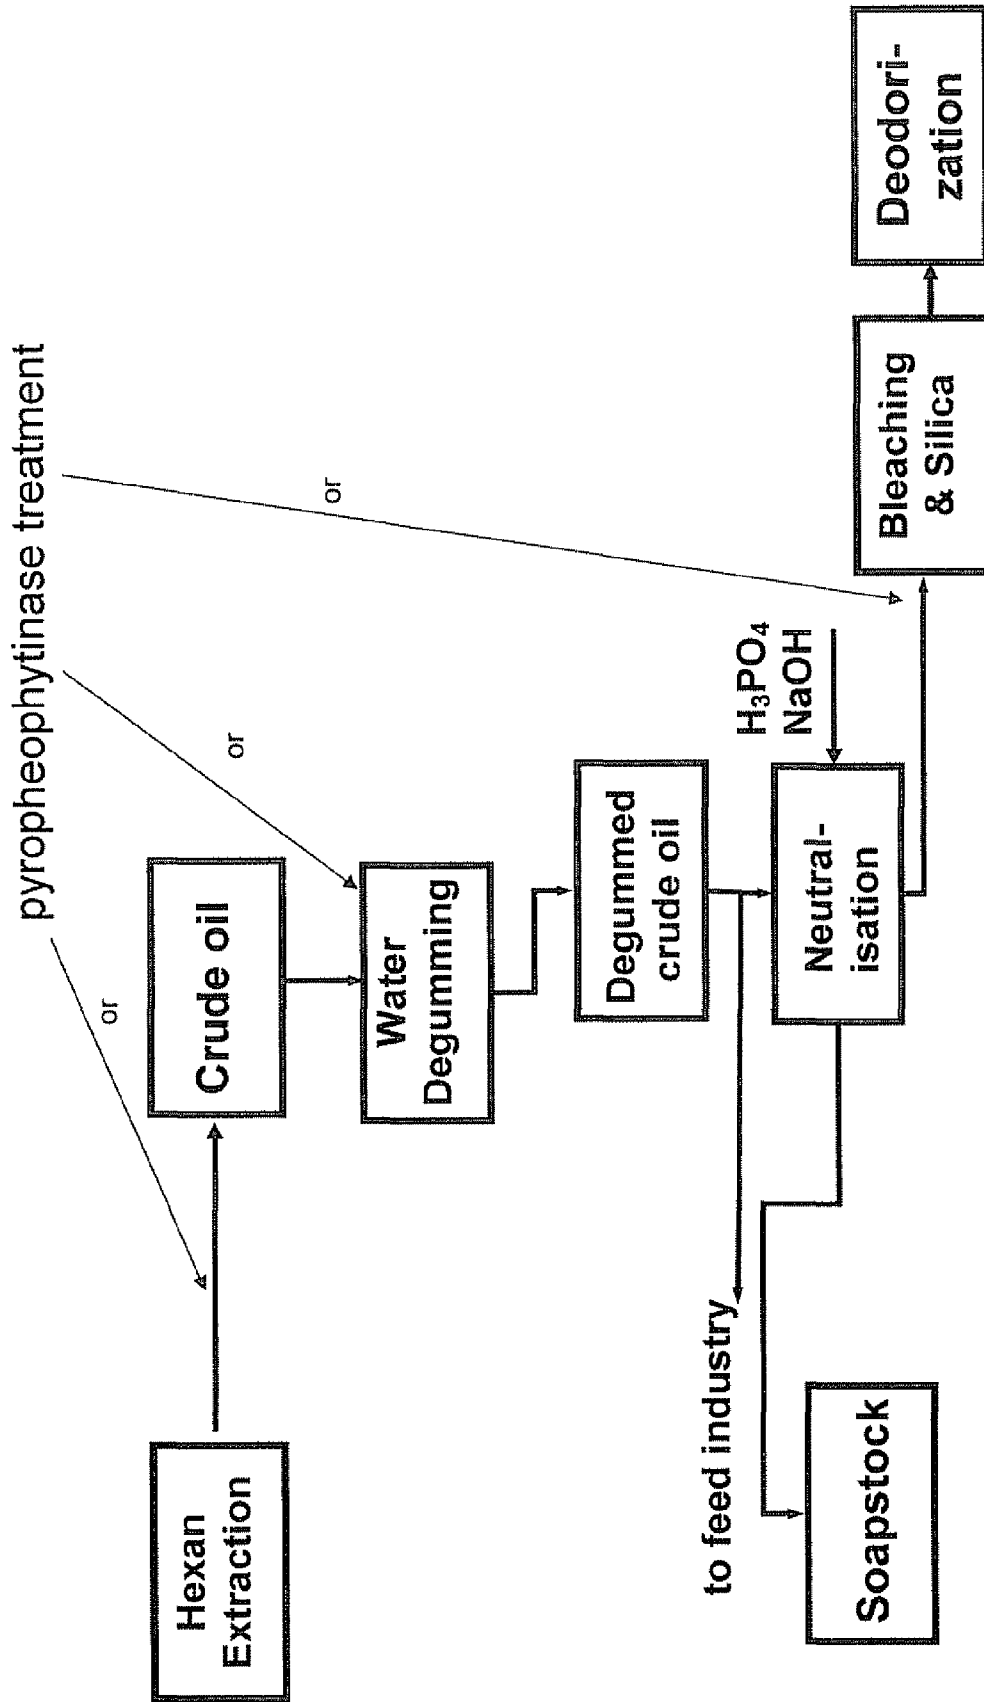 pyropheophytinase treatment
or
or
or
Hexan
Extraction
Crude oil
Water
Degumming
Degummed
crude oil
to feed industry
H₃PO₄
NaOH
Neutral-
isation
Soapstock
Bleaching
& Silica
Deodori-
zation